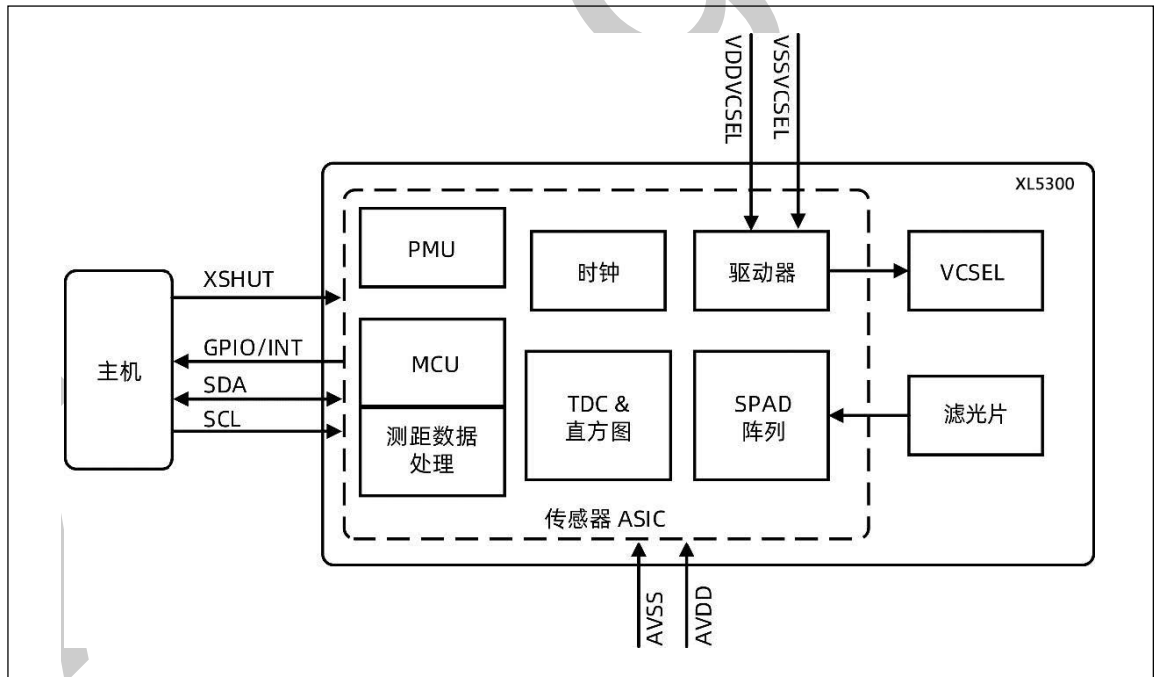 VDDVCSEL
VSSVCSEL
XL5300
PMU
时钟
驱动器
VCSEL
XSHUT
主机
GPIO/INT
SDA
SCL
MCU
测距数据
处理
TDC &
直方图
SPAD
阵列
滤光片
传感器 ASIC
AVSS
AVDD